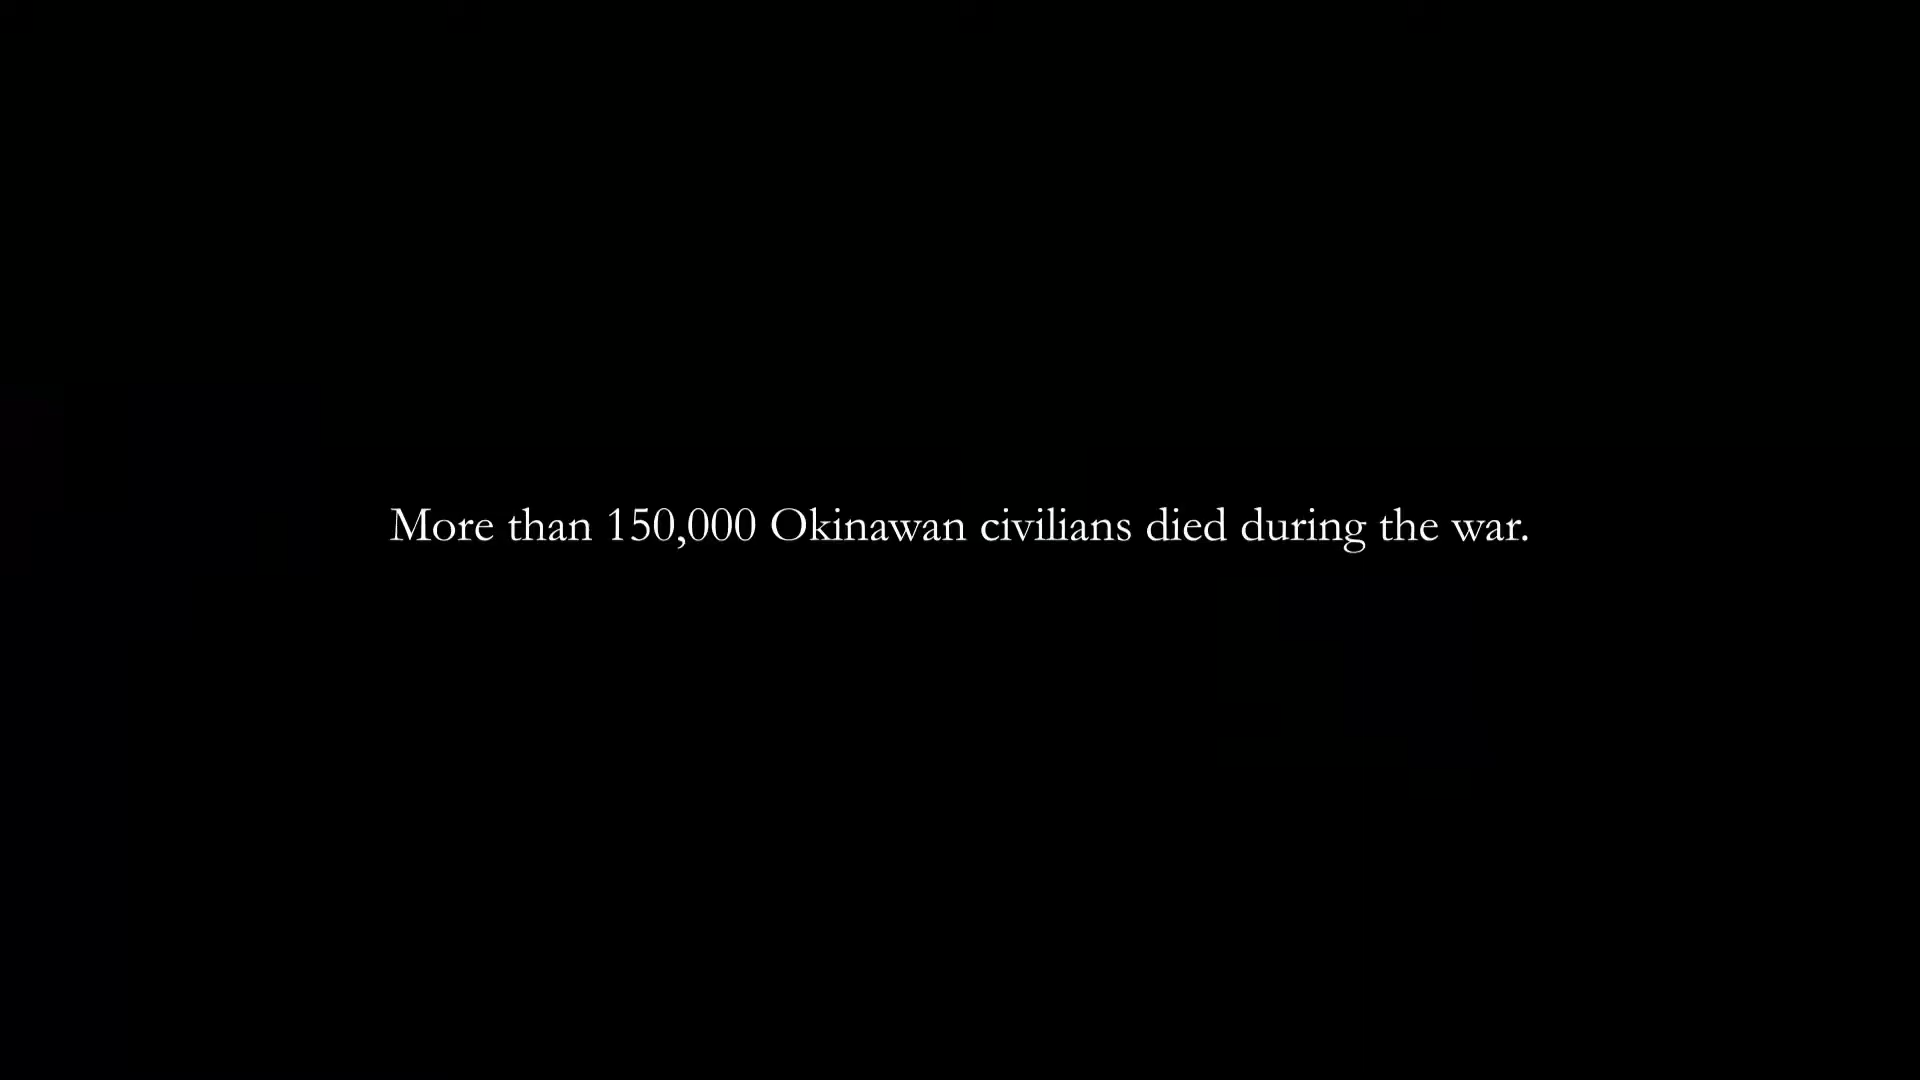 More than 150,000 Okinawan civilians died during the war.